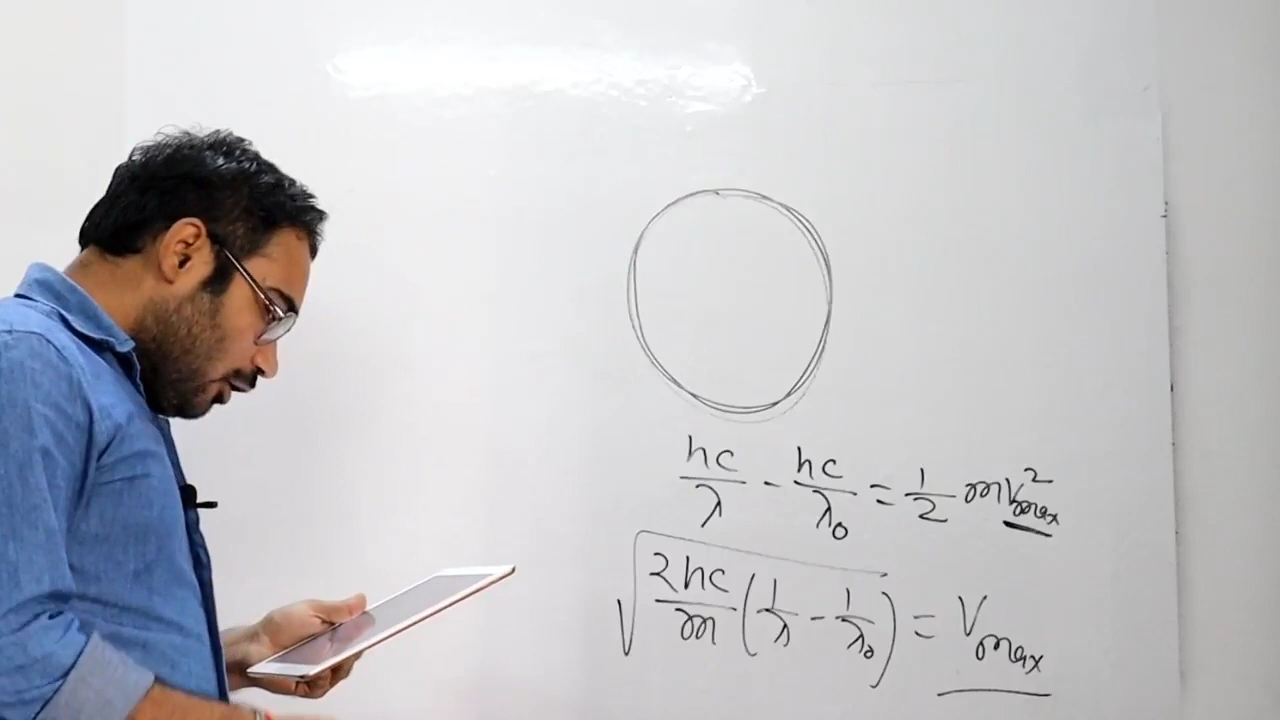 hc/λ - hc/λ₀ = 1/2 mv²max
√(2hc/m (1/λ - 1/λ₀)) = Vmax